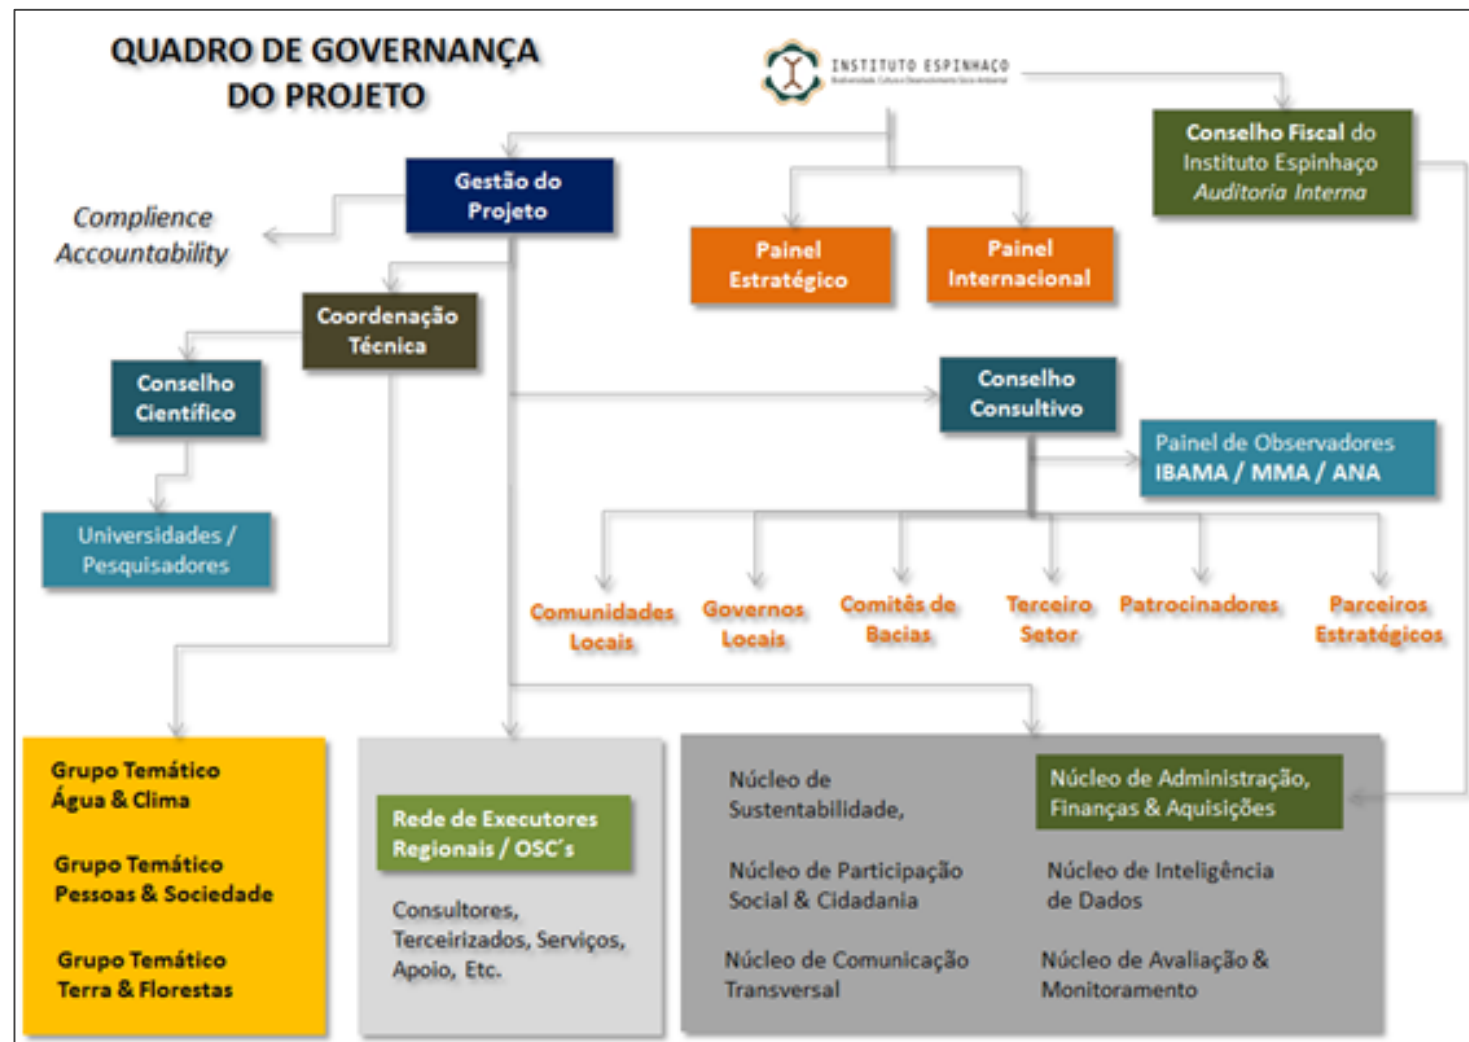 QUADRO DE GOVERNANÇA
DO PROJETO
INSTITUTO ESPINHAÇO
Biodiversidade, Cultura e Desenvolvimento Sócio Ambiental
Conselho Fiscal do
Instituto Espinhaço
Auditoria Interna
Gestão do
Projeto
Complience
Accountability
Painel
Estratégico
Painel
Internacional
Coordenação
Técnica
Conselho
Científico
Conselho
Consultivo
Painel de Observadores
IBAMA / MMA / ANA
Universidades /
Pesquisadores
Comunidades
Locais
Governos
Locais
Comitês de
Bacias
Terceiro
Setor
Patrocinadores
Parceiros
Estratégicos
Grupo Temático
Água & Clima
Grupo Temático
Pessoas & Sociedade
Grupo Temático
Terra & Florestas
Rede de Executores
Regionais / OSC´s
Consultores,
Terceirizados, Serviços,
Apoio, Etc.
Núcleo de
Sustentabilidade,
Núcleo de Participação
Social & Cidadania
Núcleo de Comunicação
Transversal
Núcleo de Administração,
Finanças & Aquisições
Núcleo de Inteligência
de Dados
Núcleo de Avaliação &
Monitoramento